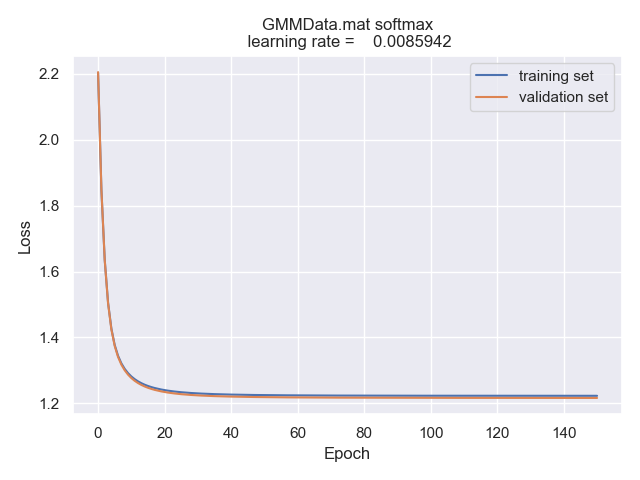 GMMData.mat softmax
learning rate = 0.0085942
training set
validation set
Loss
2.2
2.0
1.8
1.6
1.4
1.2
0 20 40 60 80 100 120 140
Epoch